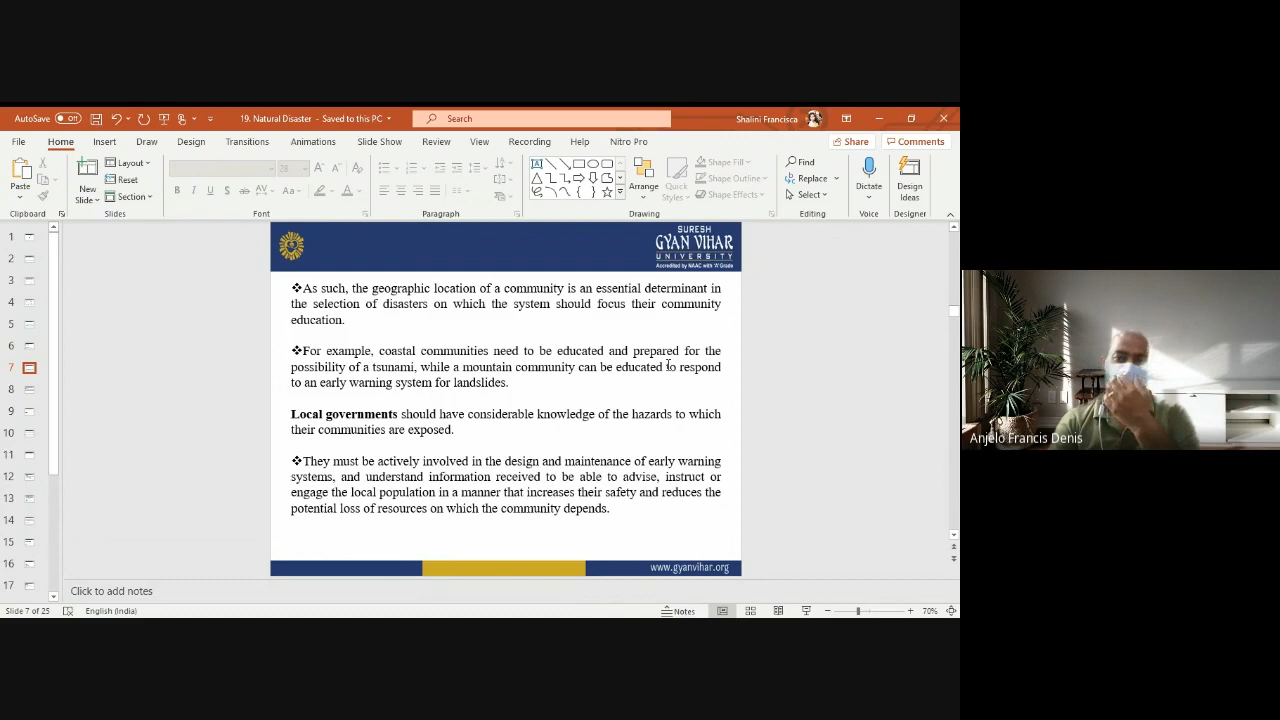 AutoSave Off 19. Natural Disaster - Saved to this PC Search Shalini Francisca
File Home Insert Draw Design Transitions Animations Slide Show Review View Recording Help Nitro Pro Share Comments
Paste New Slide Layout Reset Section 28 Arrange Quick Styles Shape Fill Shape Outline Shape Effects Find Replace Select Dictate Design Ideas
Clipboard Slides Font Paragraph Drawing Editing Voice Designer
1
2
3
4
5
6
7
8
9
10
11
12
13
14
15
16
17
SURESH
GYAN VIHAR
UNIVERSITY
Accredited by NAAC with 'A' Grade
❖As such, the geographic location of a community is an essential determinant in
the selection of disasters on which the system should focus their community
education.
❖For example, coastal communities need to be educated and prepared for the
possibility of a tsunami, while a mountain community can be educated to respond
to an early warning system for landslides.
Local governments should have considerable knowledge of the hazards to which
their communities are exposed.
❖They must be actively involved in the design and maintenance of early warning
systems, and understand information received to be able to advise, instruct or
engage the local population in a manner that increases their safety and reduces the
potential loss of resources on which the community depends.
www.gyanvihar.org
Click to add notes
Slide 7 of 25 English (India) Notes 70%
Anjelo Francis Denis